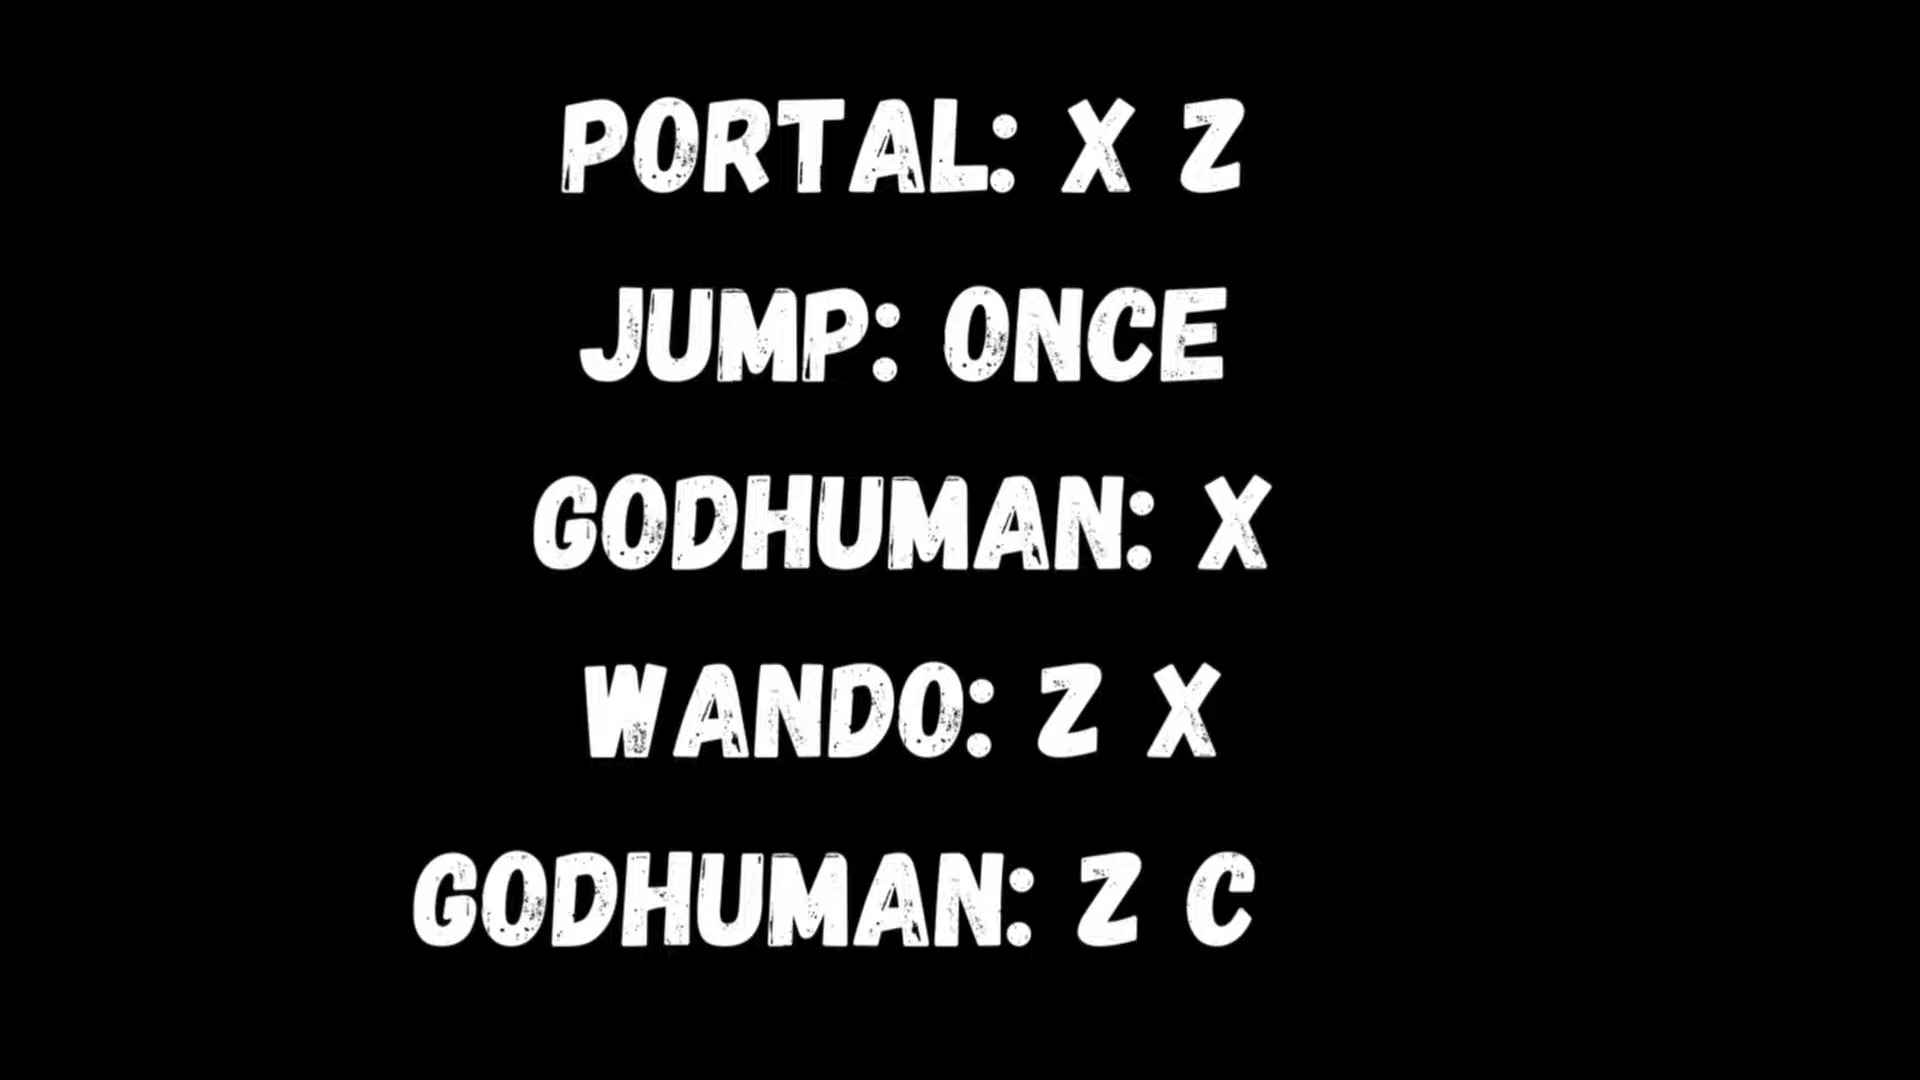 PORTAL: X Z
JUMP: ONCE
GODHUMAN: X
WANDO: Z X
GODHUMAN: Z C